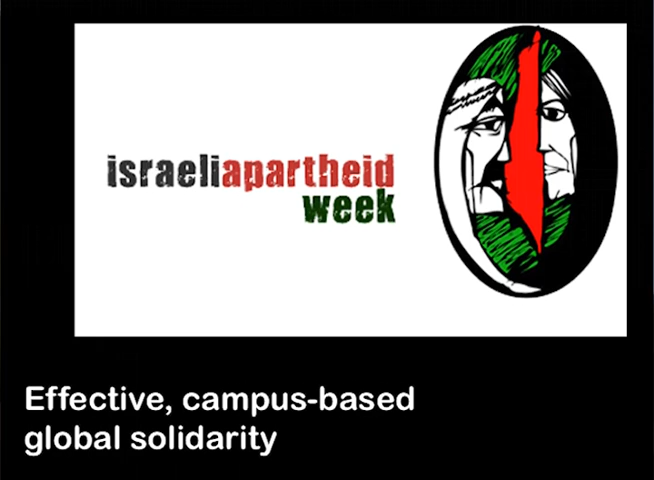 israeliapartheid
week
Effective, campus-based
global solidarity